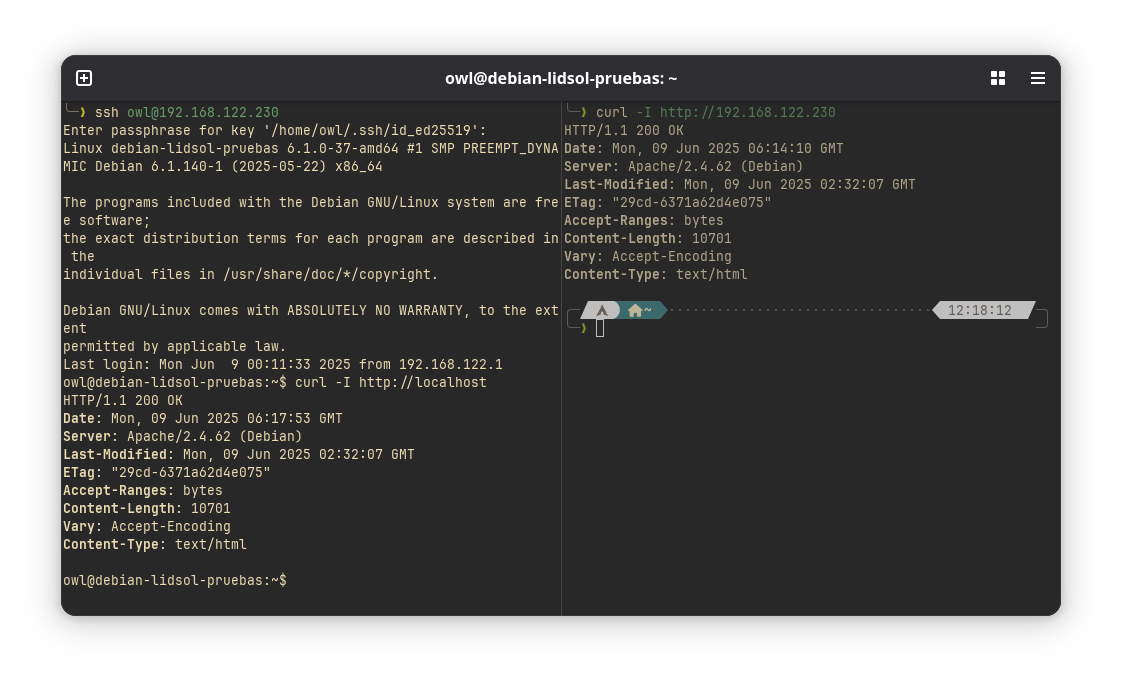 owl@debian-lidsol-pruebas: ~
ssh owl@192.168.122.230
Enter passphrase for key '/home/owl/.ssh/id_ed25519':
Linux debian-lidsol-pruebas 6.1.0-37-amd64 #1 SMP PREEMPT_DYNA
MIC Debian 6.1.140-1 (2025-05-22) x86_64
The programs included with the Debian GNU/Linux system are fre
e software;
the exact distribution terms for each program are described in
 the
individual files in /usr/share/doc/*/copyright.
Debian GNU/Linux comes with ABSOLUTELY NO WARRANTY, to the ext
ent
permitted by applicable law.
Last login: Mon Jun  9 00:11:33 2025 from 192.168.122.1
owl@debian-lidsol-pruebas:~$ curl -I http://localhost
HTTP/1.1 200 OK
Date: Mon, 09 Jun 2025 06:17:53 GMT
Server: Apache/2.4.62 (Debian)
Last-Modified: Mon, 09 Jun 2025 02:32:07 GMT
ETag: "29cd-6371a62d4e075"
Accept-Ranges: bytes
Content-Length: 10701
Vary: Accept-Encoding
Content-Type: text/html
owl@debian-lidsol-pruebas:~$
curl -I http://192.168.122.230
HTTP/1.1 200 OK
Date: Mon, 09 Jun 2025 06:14:10 GMT
Server: Apache/2.4.62 (Debian)
Last-Modified: Mon, 09 Jun 2025 02:32:07 GMT
ETag: "29cd-6371a62d4e075"
Accept-Ranges: bytes
Content-Length: 10701
Vary: Accept-Encoding
Content-Type: text/html
~ 12:18:12